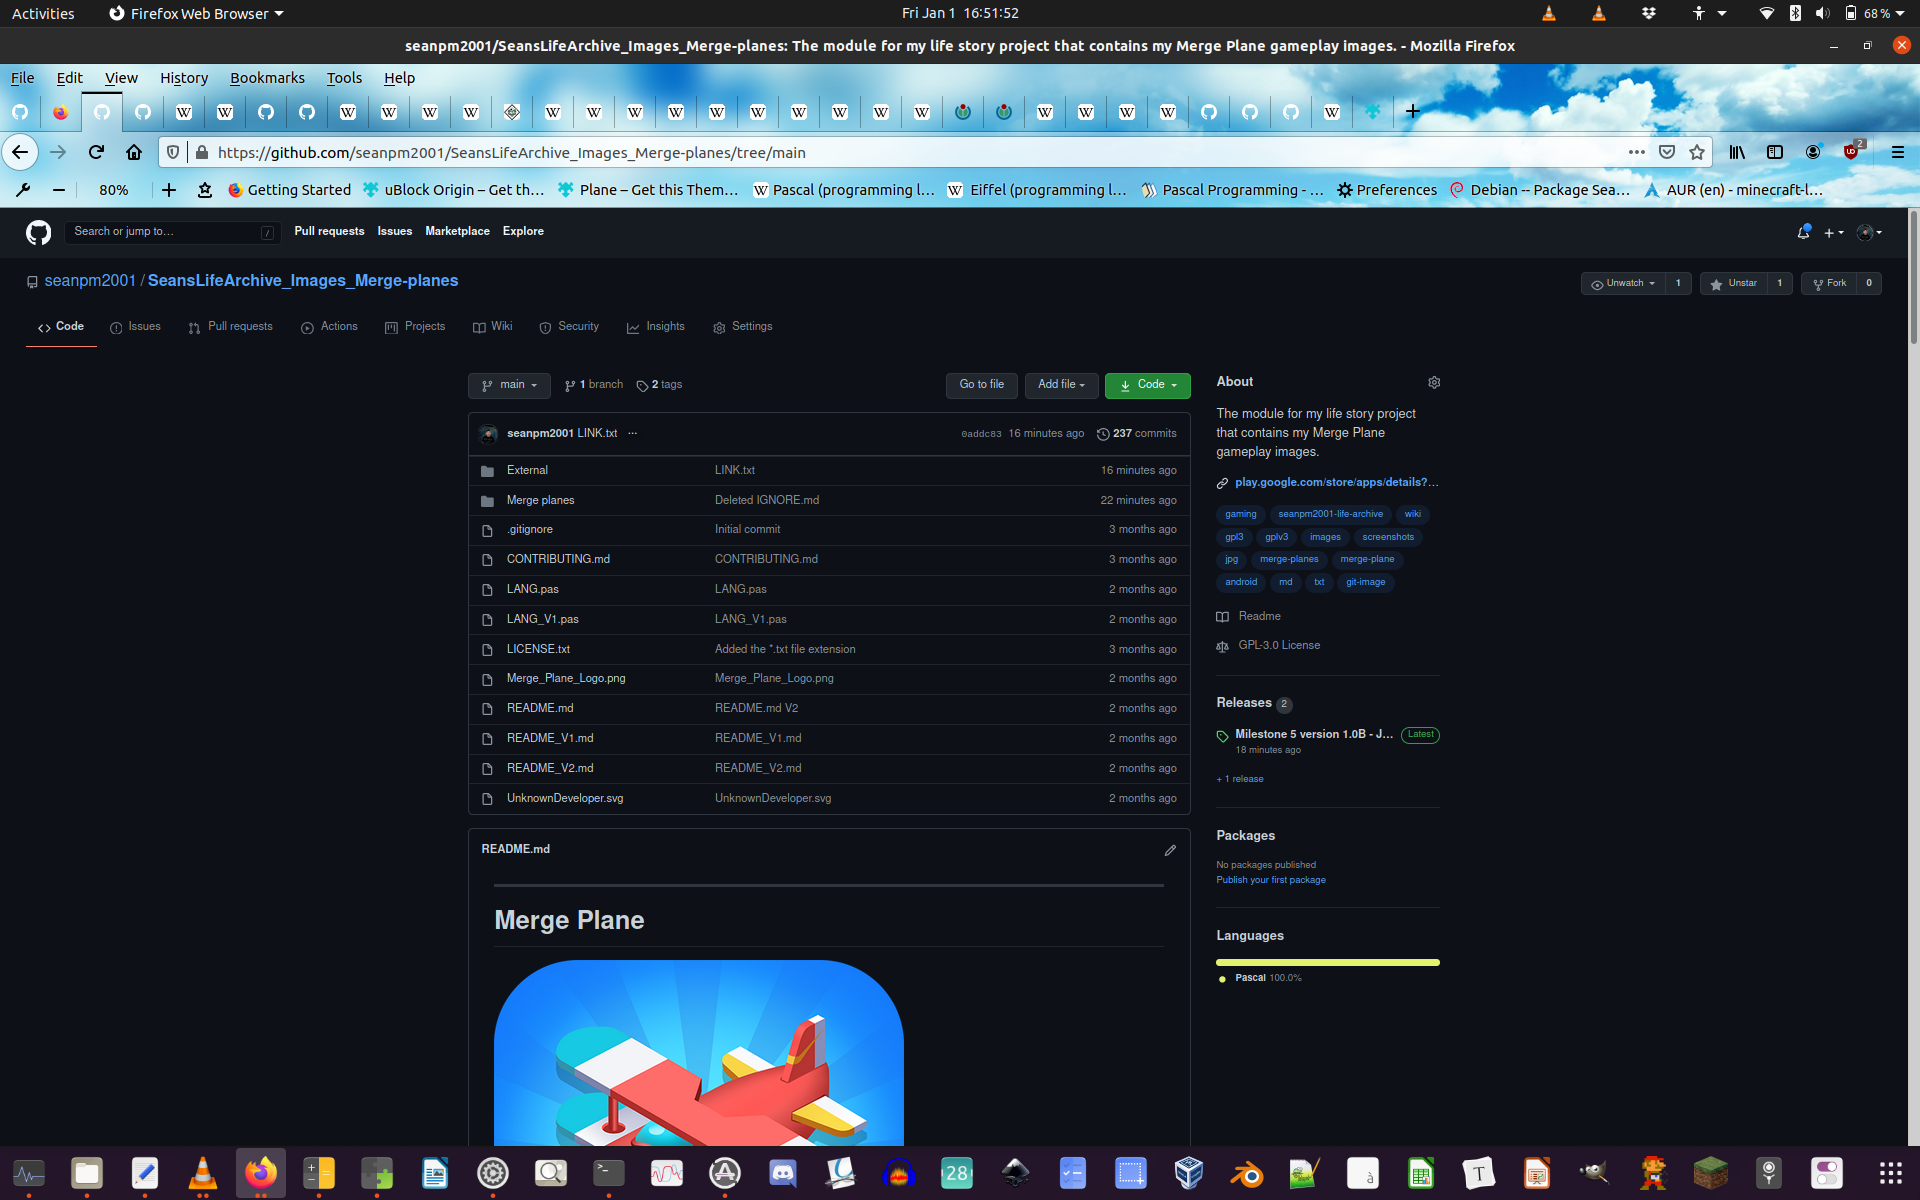 Activities Firefox Web Browser Fri Jan 1 16:51:52 68 %
seanpm2001/SeansLifeArchive_Images_Merge-planes: The module for my life story project that contains my Merge Plane gameplay images. - Mozilla Firefox
File Edit View History Bookmarks Tools Help
https://github.com/seanpm2001/SeansLifeArchive_Images_Merge-planes/tree/main 2
80% Getting Started uBlock Origin – Get th… Plane – Get this Them… Pascal (programming l… Eiffel (programming l… Pascal Programming - … Preferences Debian -- Package Sea… AUR (en) - minecraft-l…
Search or jump to… / Pull requests Issues Marketplace Explore
seanpm2001 / SeansLifeArchive_Images_Merge-planes Unwatch 1 Unstar 1 Fork 0
Code Issues Pull requests Actions Projects Wiki Security Insights Settings
main 1 branch 2 tags Go to file Add file Code
seanpm2001 LINK.txt … 0addc83 16 minutes ago 237 commits
External LINK.txt 16 minutes ago
Merge planes Deleted IGNORE.md 22 minutes ago
.gitignore Initial commit 3 months ago
CONTRIBUTING.md CONTRIBUTING.md 3 months ago
LANG.pas LANG.pas 2 months ago
LANG_V1.pas LANG_V1.pas 2 months ago
LICENSE.txt Added the *.txt file extension 3 months ago
Merge_Plane_Logo.png Merge_Plane_Logo.png 2 months ago
README.md README.md V2 2 months ago
README_V1.md README_V1.md 2 months ago
README_V2.md README_V2.md 2 months ago
UnknownDeveloper.svg UnknownDeveloper.svg 2 months ago
README.md
Merge Plane
About
The module for my life story project
that contains my Merge Plane
gameplay images.
play.google.com/store/apps/details?…
gaming seanpm2001-life-archive wiki
gpl3 gplv3 images screenshots
jpg merge-planes merge-plane
android md txt git-image
Readme
GPL-3.0 License
Releases 2
Milestone 5 version 1.0B - J… Latest
18 minutes ago
+ 1 release
Packages
No packages published
Publish your first package
Languages
Pascal 100.0%
28